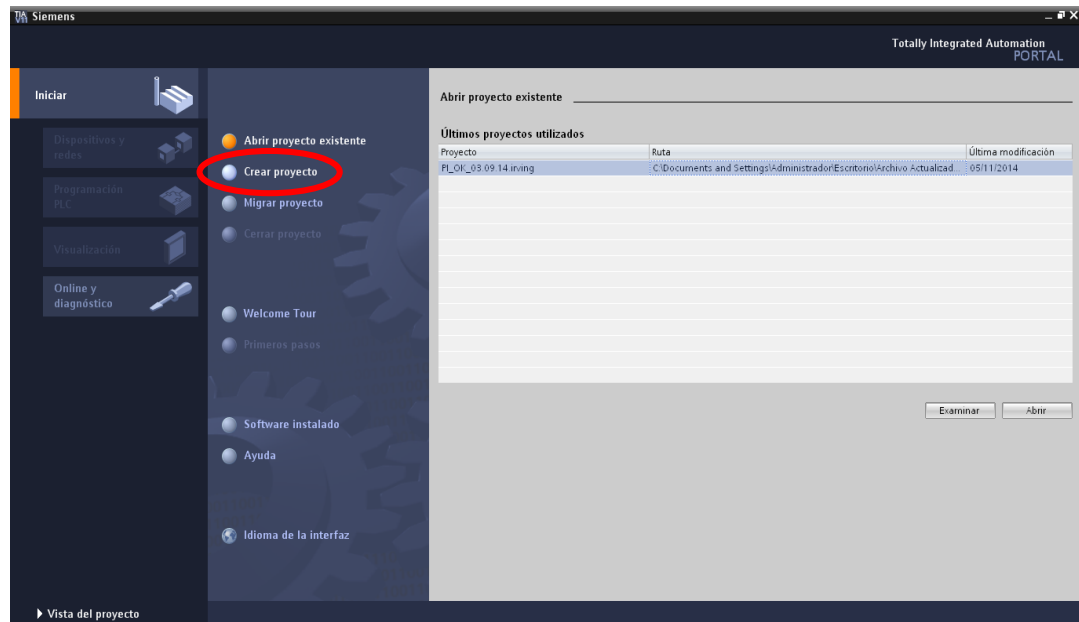 Siemens
Totally Integrated Automation
PORTAL
Iniciar
Dispositivos y
redes
Programación
PLC
Visualización
Online y
diagnóstico
Abrir proyecto existente
Crear proyecto
Migrar proyecto
Cerrar proyecto
Welcome Tour
Primeros pasos
Software instalado
Ayuda
Idioma de la interfaz
Abrir proyecto existente
Últimos proyectos utilizados
Proyecto Ruta Última modificación
PI_OK_03.09.14.irving C:\Documents and Settings\Administrador\Escritorio\Archivo Actualizad... 05/11/2014
Examinar Abrir
Vista del proyecto